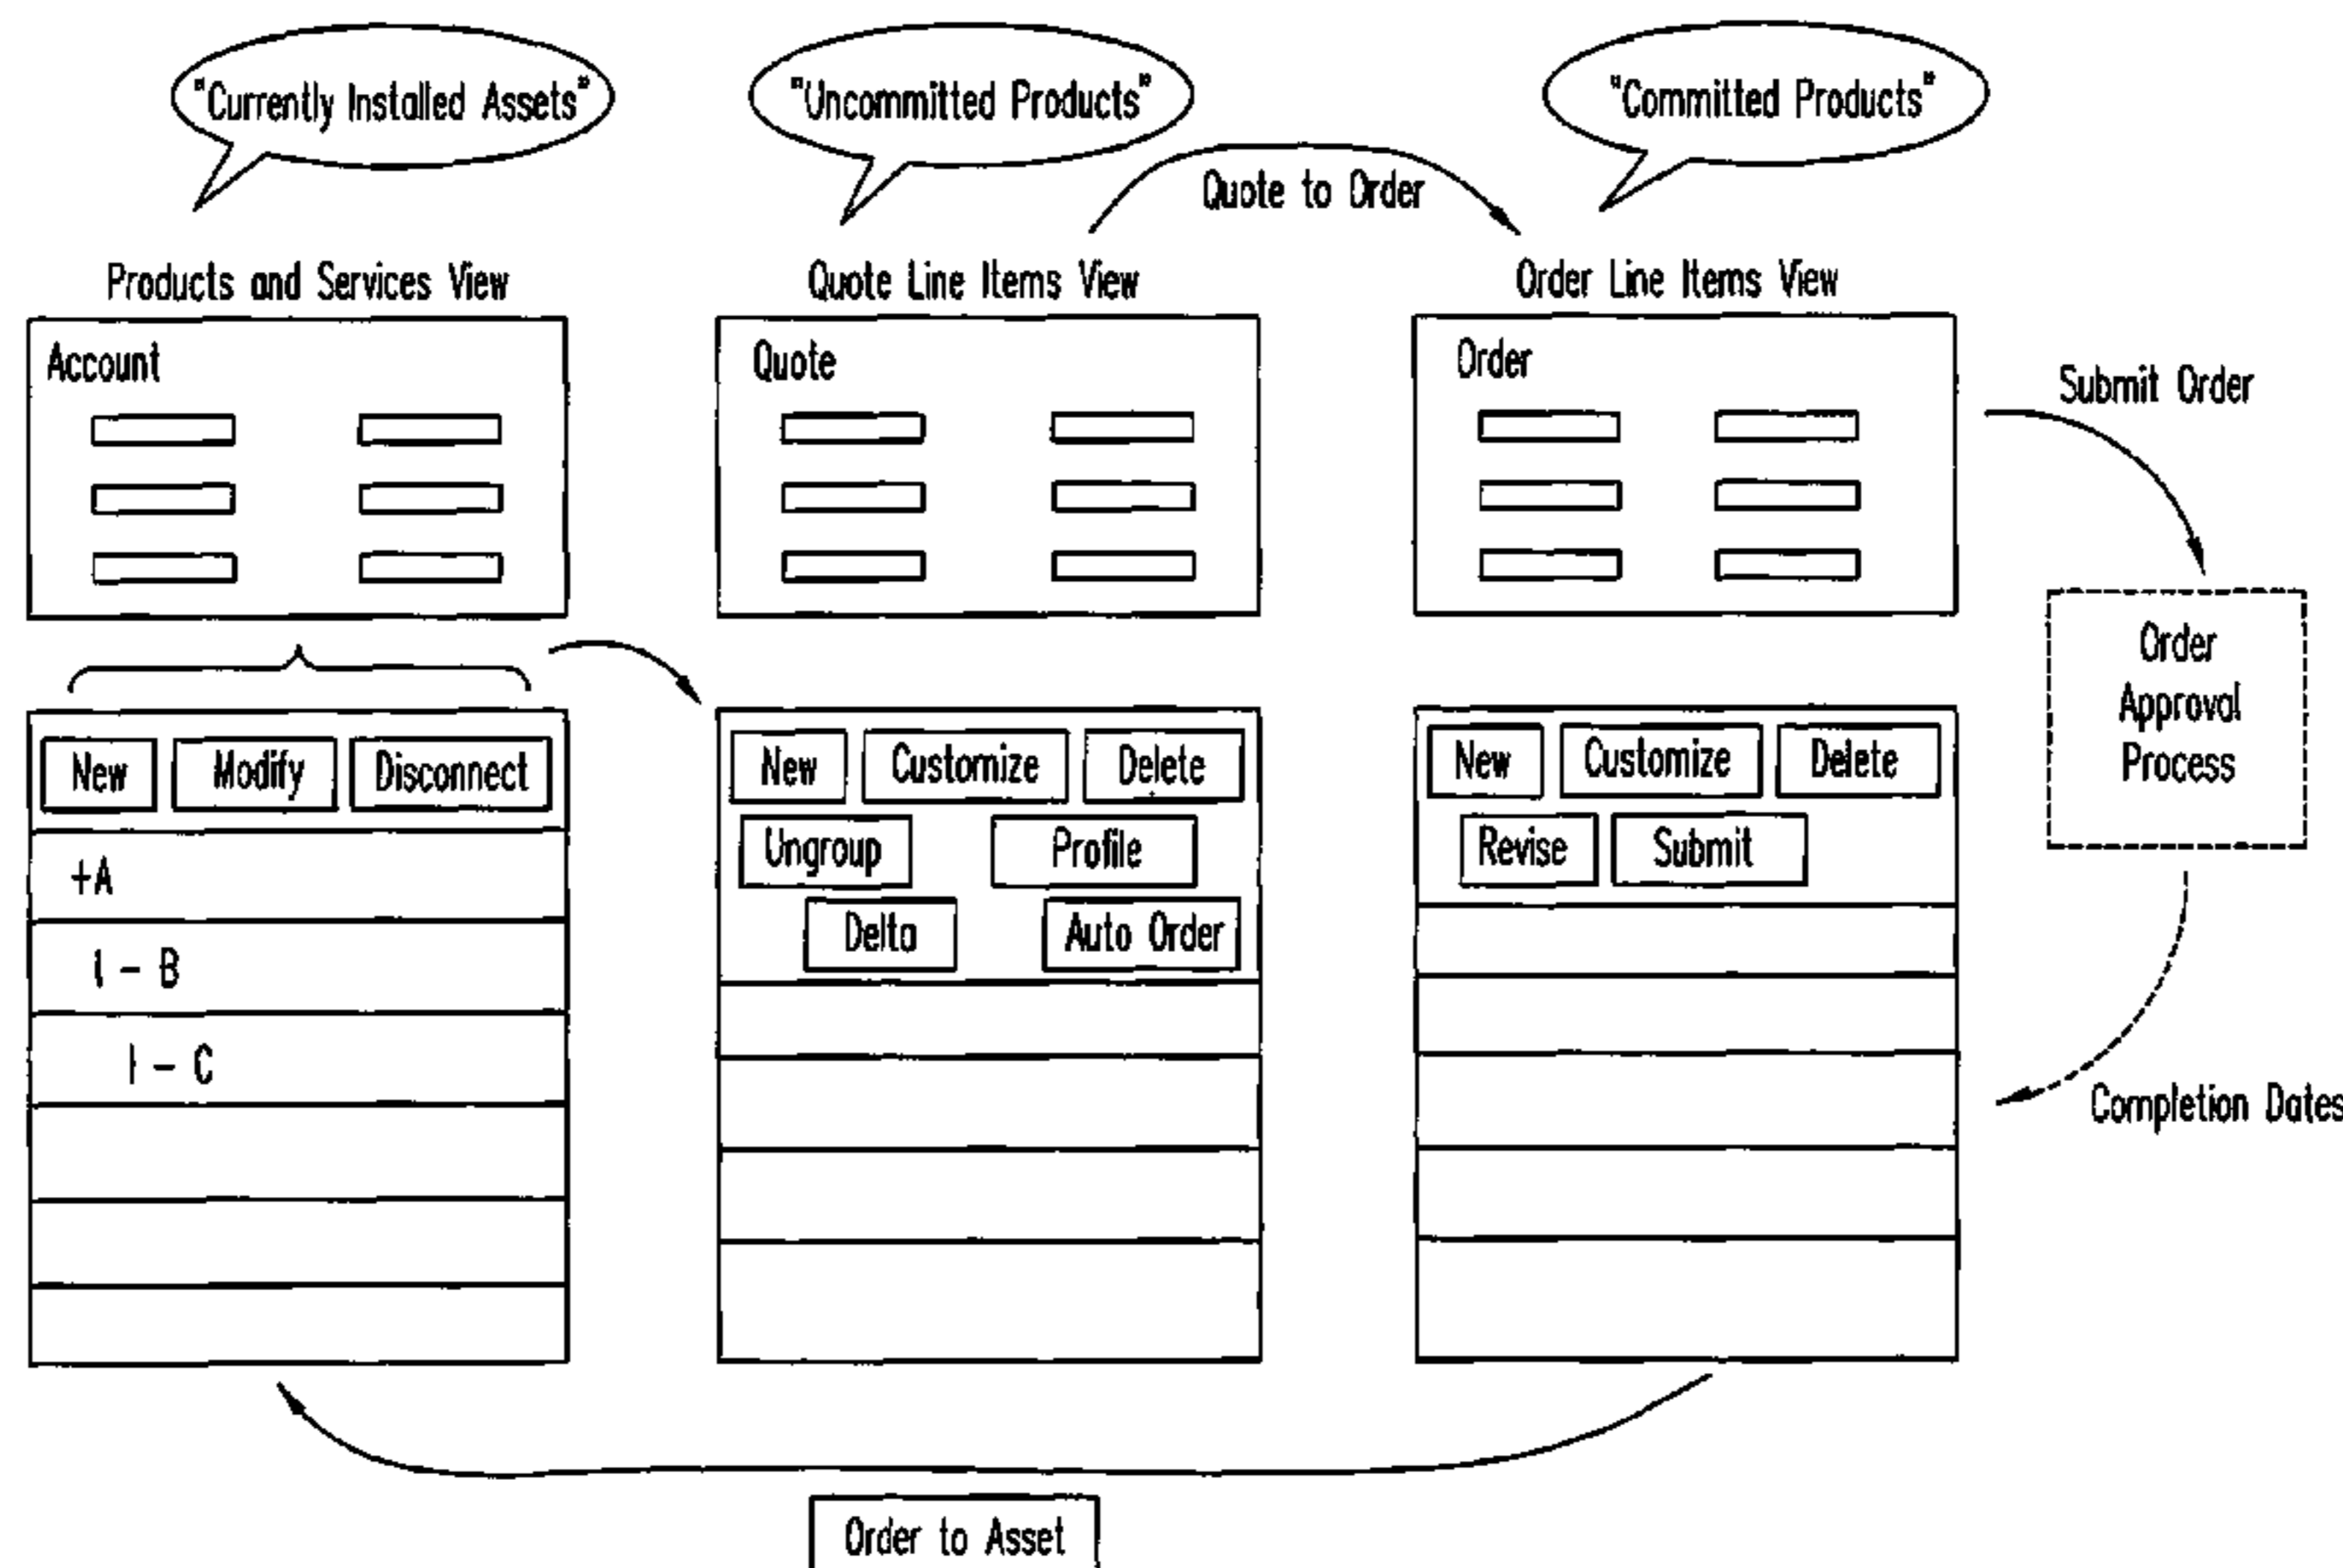 "Currently Installed Assets"
"Uncommitted Products"
"Committed Products"
Quote to Order
Products and Services View
Quote Line Items View
Order Line Items View
Account
Quote
Order
Submit Order
Order
Approval
Process
New Modify Disconnect
+A
I - B
I - C
New Customize Delete
Ungroup Profile
Delta Auto Order
New Customize Delete
Revise Submit
Completion Dates
Order to Asset